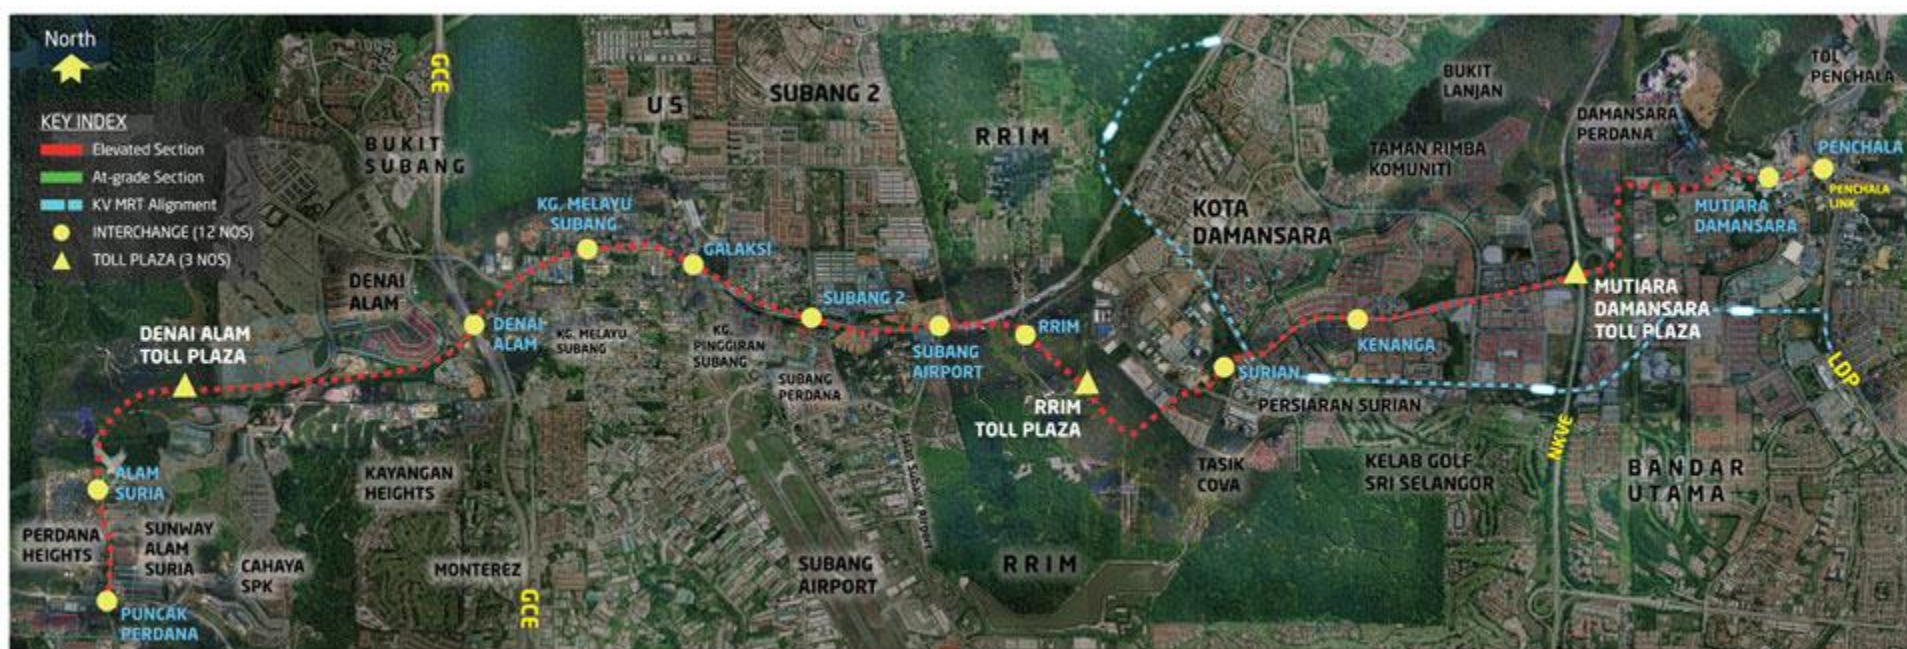 North
KEY INDEX
Elevated Section
At-grade Section
KV MRT Alignment
INTERCHANGE (12 NOS)
TOLL PLAZA (3 NOS)
GCE
BUKIT
SUBANG
U5
SUBANG 2
RRIM
BUKIT
LANJAN
TOL
PENCHALA
DAMANSARA
PERDANA
TAMAN RIMBA
KOMUNITI
PENCHALA
PENCHALA
LINK
MUTIARA
DAMANSARA
KOTA
DAMANSARA
KG. MELAYU
SUBANG
GALAKSI
DENAI
ALAM
DENAI ALAM
TOLL PLAZA
DENAI
ALAM
KG. MELAYU
SUBANG
KG.
PINGGIRAN
SUBANG
SUBANG 2
SUBANG
PERDANA
SUBANG
AIRPORT
RRIM
RRIM
TOLL PLAZA
SURIAN
KENANGA
MUTIARA
DAMANSARA
TOLL PLAZA
LDP
PERSIARAN SURIAN
NKVE
Jalan Subang Airport
ALAM
SURIA
KAYANGAN
HEIGHTS
TASIK
COVA
KELAB GOLF
SRI SELANGOR
BANDAR
UTAMA
PERDANA
HEIGHTS
SUNWAY
ALAM
SURIA
CAHAYA
SPK
MONTEREZ
GCE
SUBANG
AIRPORT
RRIM
PUNCAK
PERDANA